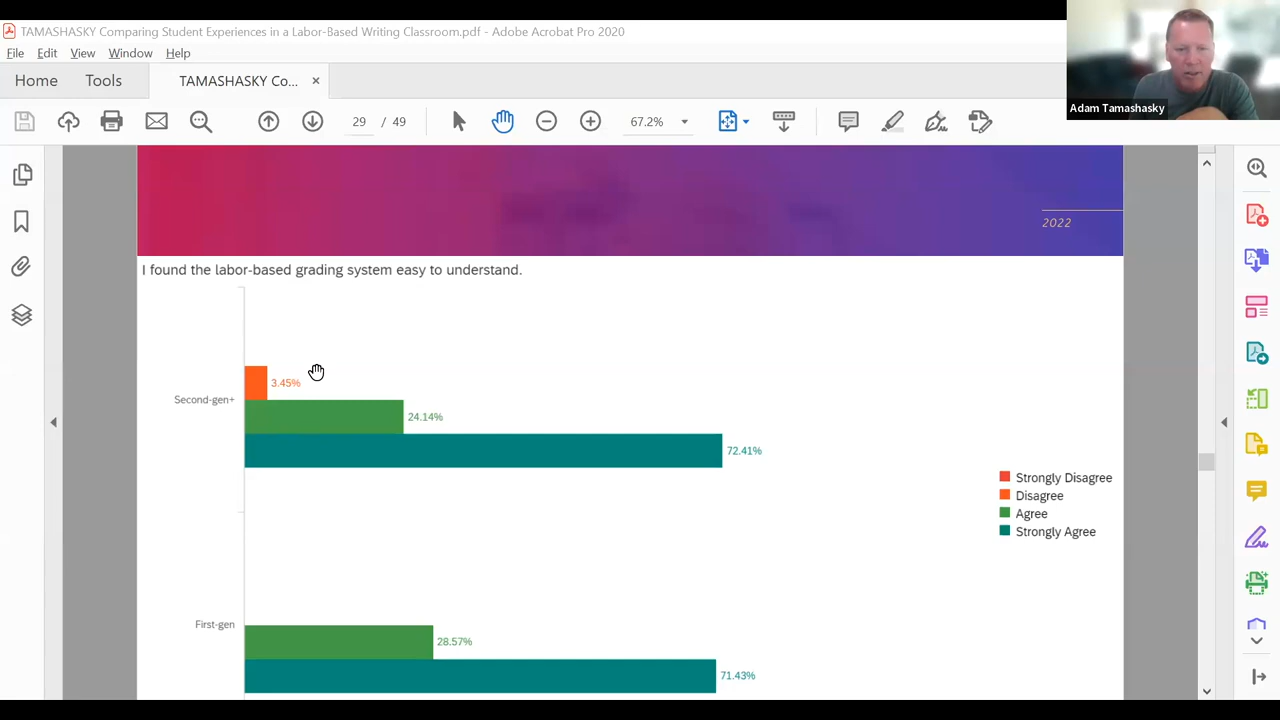 TAMASHASKY Comparing Student Experiences in a Labor-Based Writing Classroom.pdf - Adobe Acrobat Pro 2020
File Edit View Window Help
Home Tools TAMASHASKY Co... ×
29 / 49 67.2%
Adam Tamashasky
2022
I found the labor-based grading system easy to understand.
Second-gen+
3.45%
24.14%
72.41%
Strongly Disagree
Disagree
Agree
Strongly Agree
First-gen
28.57%
71.43%